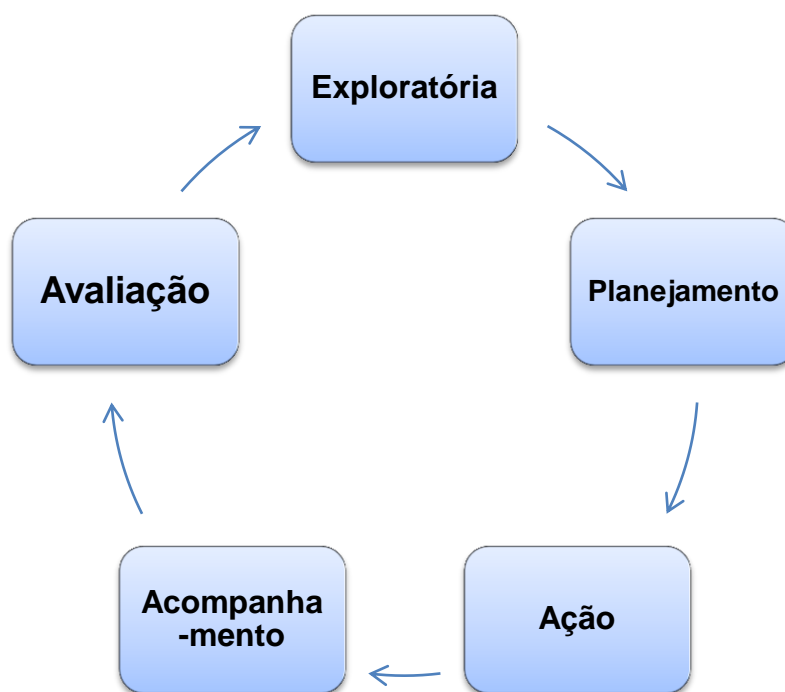 Exploratória
Planejamento
Ação
Acompanha
-mento
Avaliação